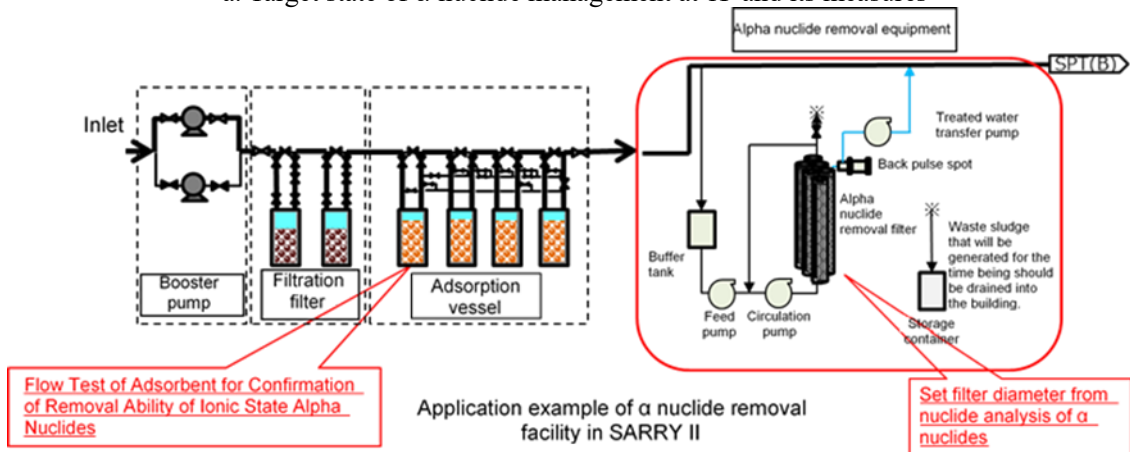 Alpha nuclide removal equipment
SPT(B)
Inlet
Treated water
transfer pump
Back pulse spot
Alpha
nuclide
removal filter
Buffer
tank
Waste sludge
that will be
generated for the
time being should
be drained into
the building.
Booster
pump
Filtration
filter
Adsorption
vessel
Feed
pump
Circulation
pump
Storage
container
Flow Test of Adsorbent for Confirmation
of Removal Ability of Ionic State Alpha
Nuclides
Application example of α nuclide removal
facility in SARRY II
Set filter diameter from
nuclide analysis of α
nuclides